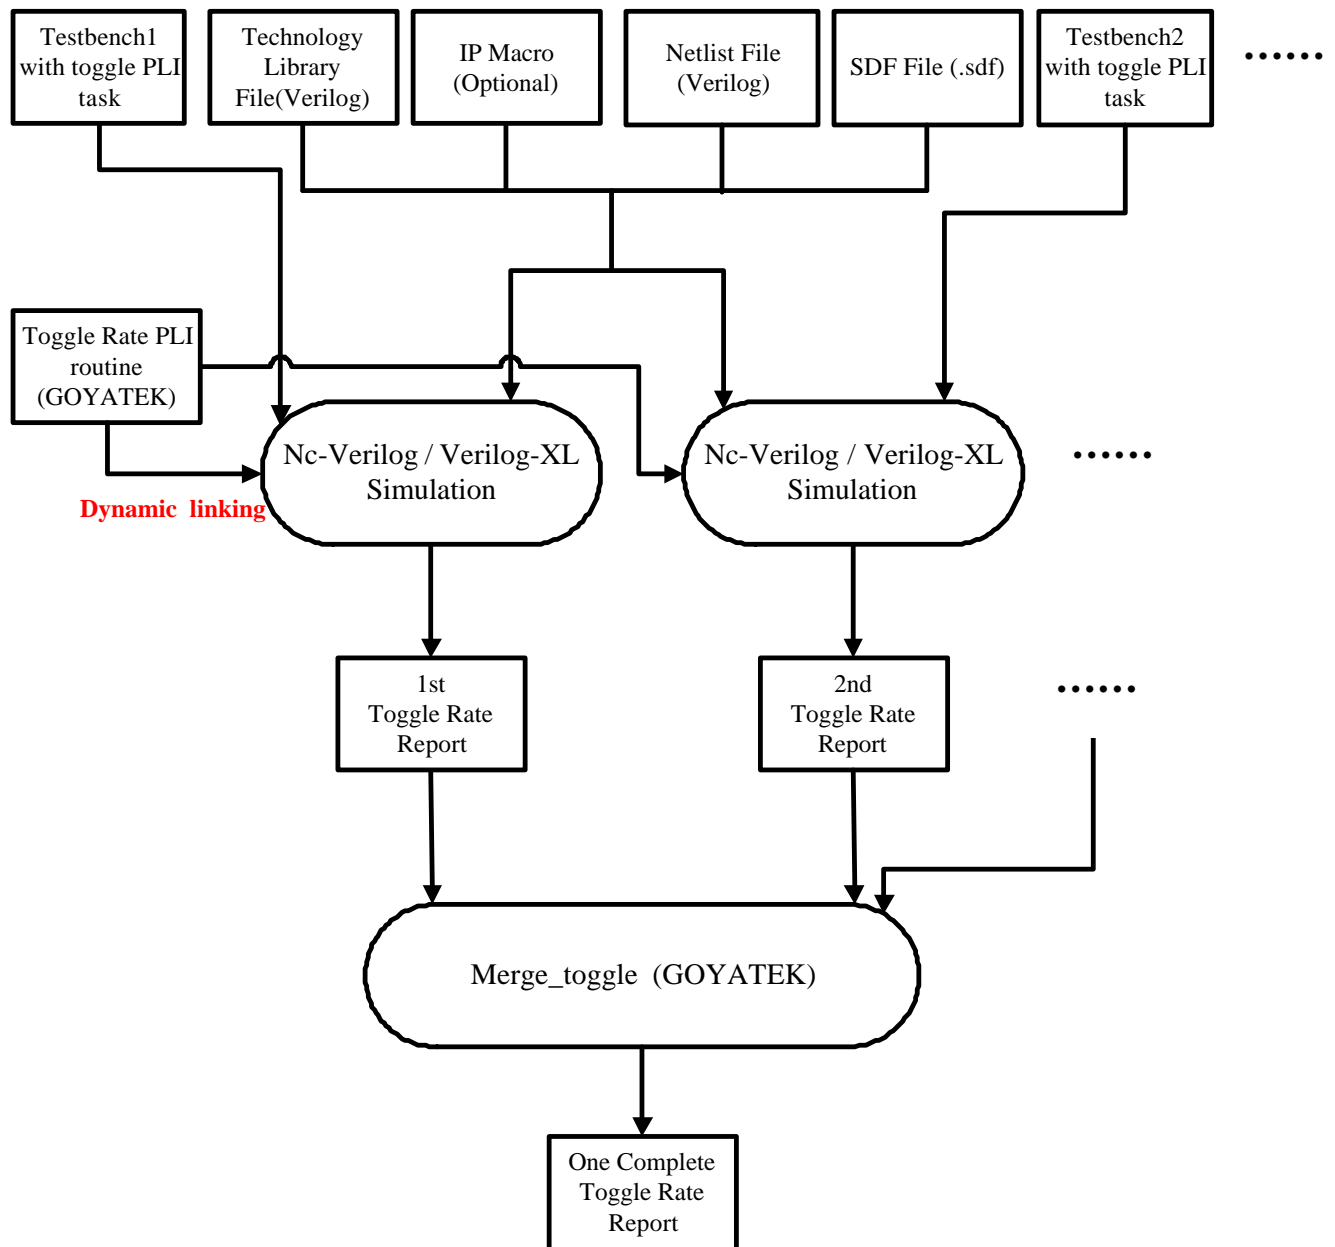 Testbench1
with toggle PLI
task
Technology
Library
File(Verilog)
IP Macro
(Optional)
Netlist File
(Verilog)
SDF File (.sdf)
Testbench2
with toggle PLI
task
......
Toggle Rate PLI
routine
(GOYATEK)
Dynamic linking
Nc-Verilog / Verilog-XL
Simulation
Nc-Verilog / Verilog-XL
Simulation
......
1st
Toggle Rate
Report
2nd
Toggle Rate
Report
......
Merge_toggle (GOYATEK)
One Complete
Toggle Rate
Report